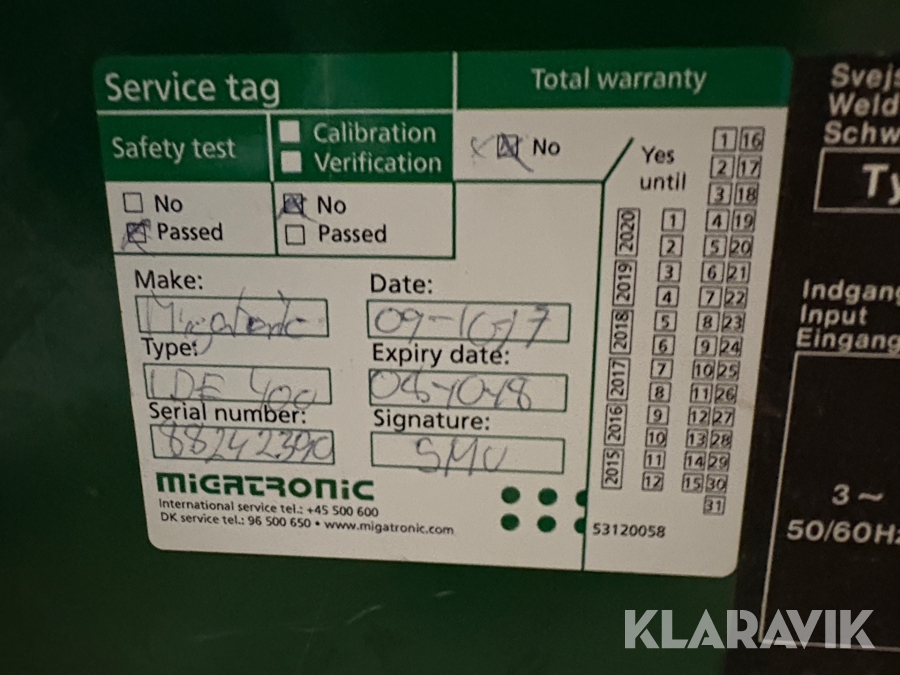 Service tag
Total warranty
Safety test
Calibration
Verification
No
Passed
No
Passed
No
Yes
until
Make:
Migatronic
Date:
09-10-17
Type:
LDE 400
Expiry date:
Serial number:
88242390
Signature:
SMU
2020
2019
2018
2017
2016
2015
1
2
3
4
5
6
7
8
9
10
11
12
1 16
2 17
3 18
4 19
5 20
6 21
7 22
8 23
9 24
10 25
11 26
12 27
13 28
14 29
15 30
31
MIGATRONIC
International service tel.: +45 500 600
DK service tel.: 96 500 650 • www.migatronic.com
53120058
Svejs
Weld
Schw
Ty
Indgang
Input
Eingang
3 ~
50/60Hz
KLARAVIK